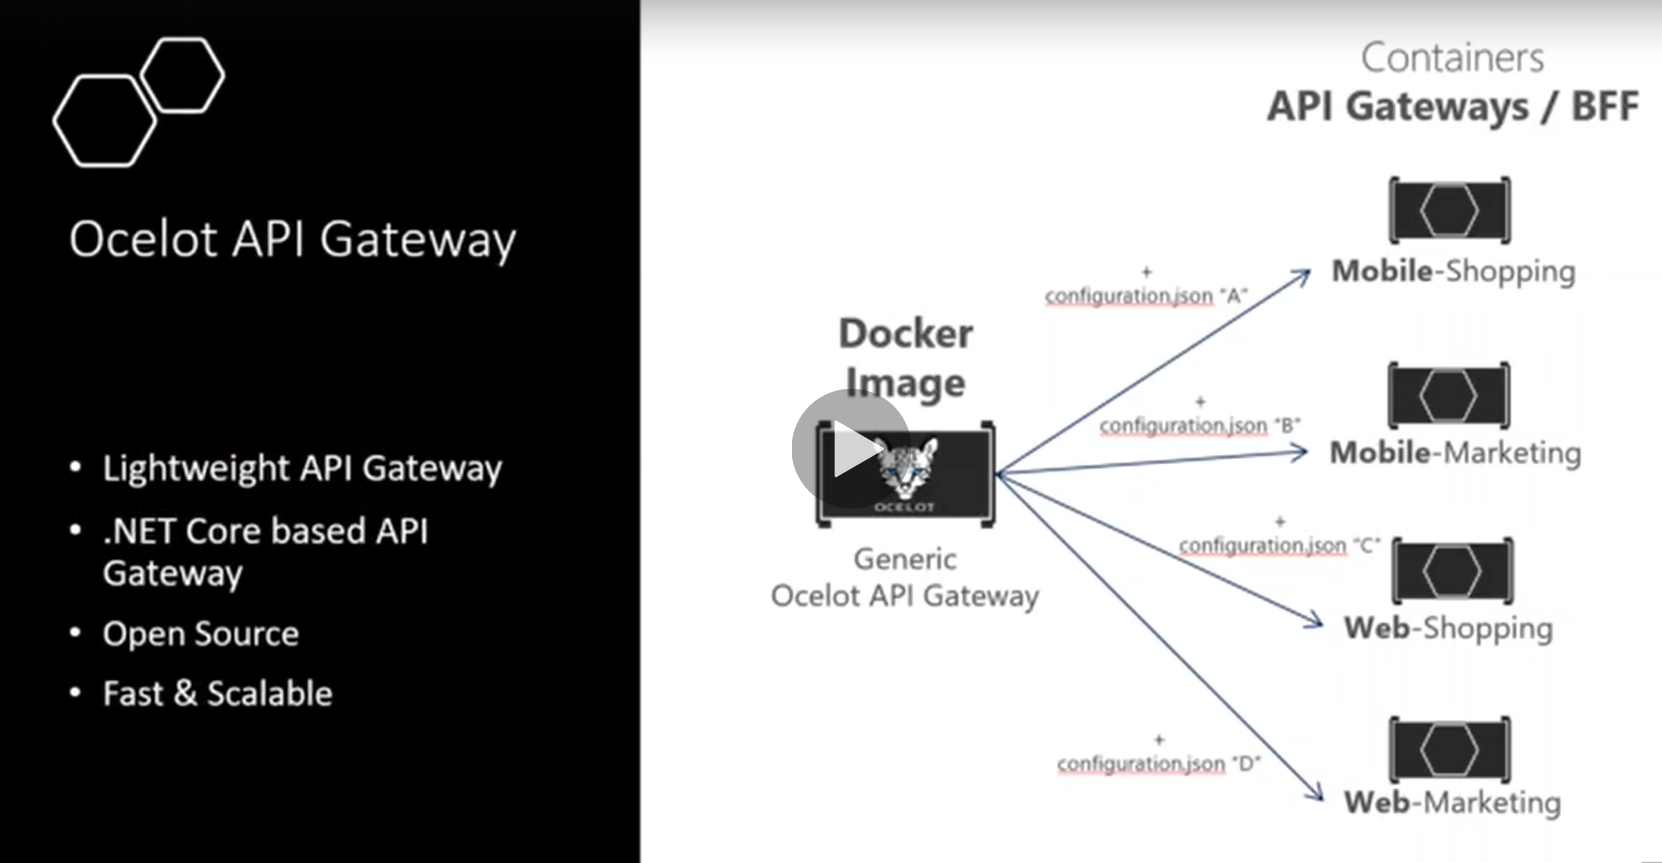 Ocelot API Gateway
• Lightweight API Gateway
• .NET Core based API
Gateway
• Open Source
• Fast & Scalable
Containers
API Gateways / BFF
Docker
Image
OCELOT
Generic
Ocelot API Gateway
+
configuration.json "A"
Mobile-Shopping
+
configuration.json "B"
Mobile-Marketing
+
configuration.json "C"
Web-Shopping
+
configuration.json "D"
Web-Marketing